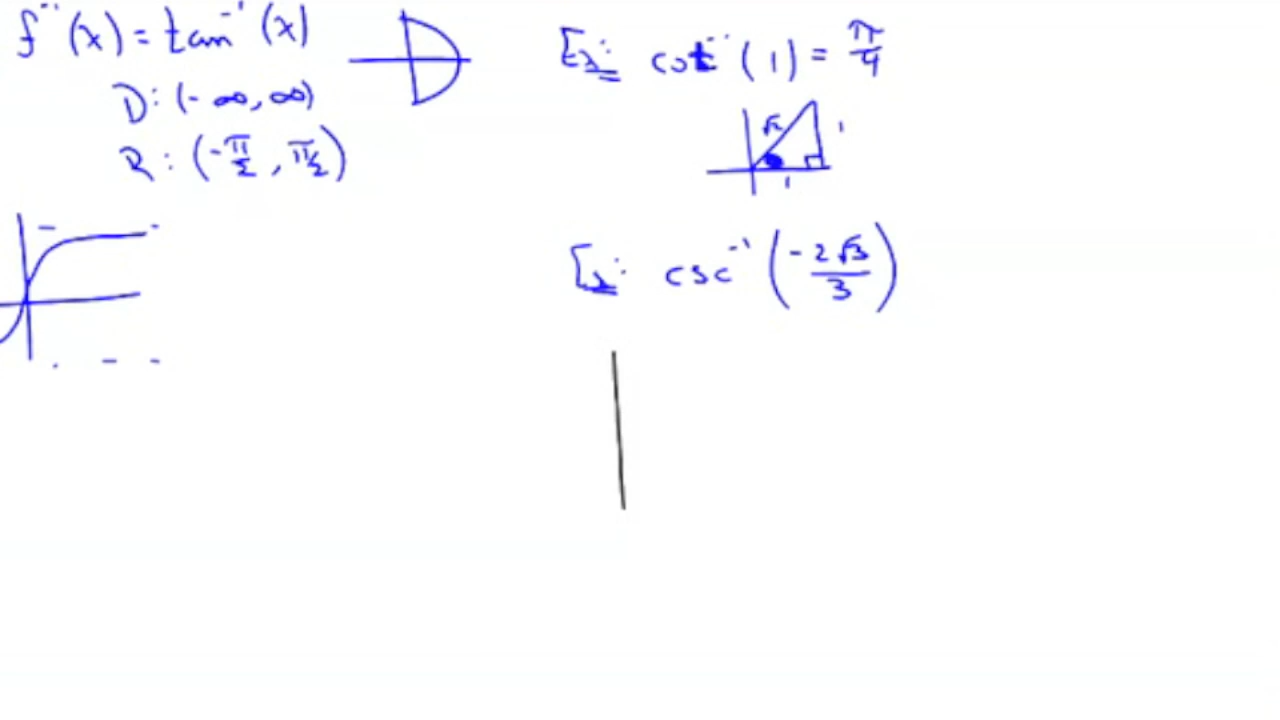 f⁻¹(x) = tan⁻¹(x)
D: (-∞, ∞)
R: (-π/2, π/2)
Ex: cot⁻¹(1) = π/4
√2
1
1
Ex: csc⁻¹(-2√3/3)